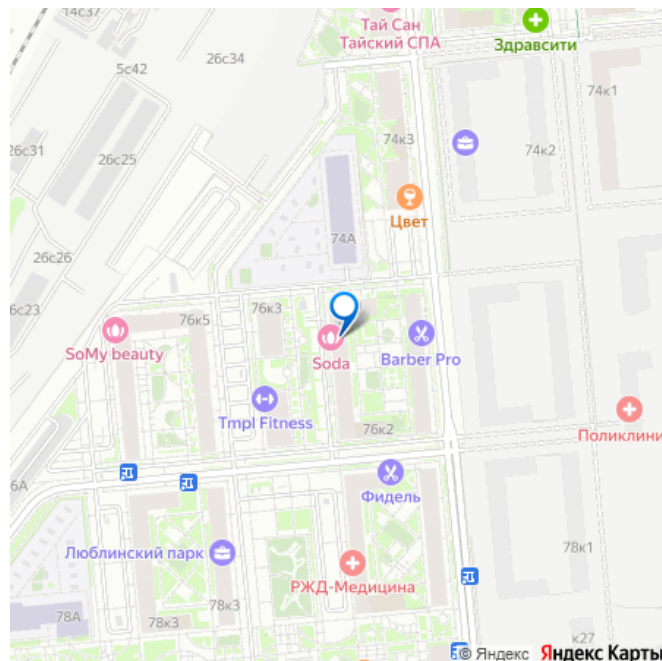 14с37
Тай Сан
Тайский СПА
Здравсити
26с34
5с42
74к1
74к3
74к2
26с31
26с25
Цвет
74А
26с26
6с23
76к3
76к5
SoMy beauty
Soda
Barber Pro
Tmpl Fitness
76к2
Поликлини
6А
Фидель
Люблинский парк
78к1
РЖД-Медицина
78А
78к3
78к3
к27
© Яндекс Яндекс Карты